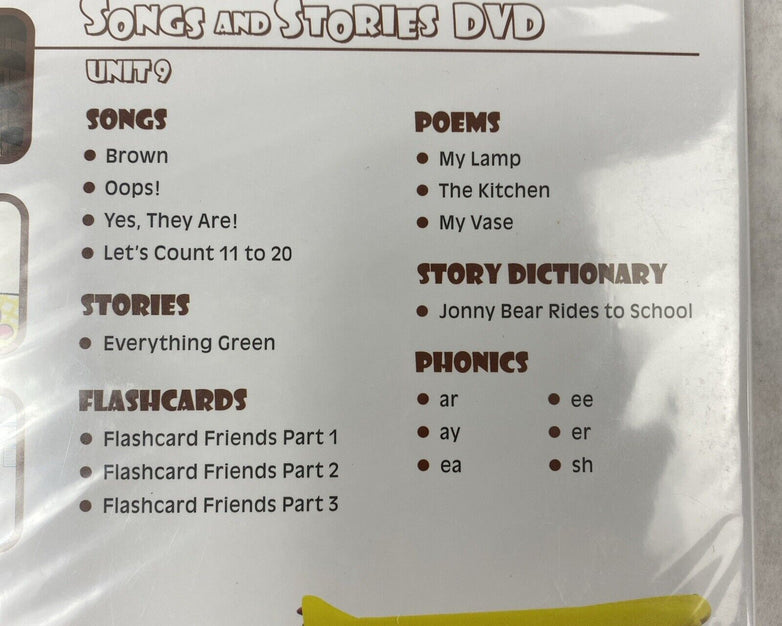 SONGS AND STORIES DVD
UNIT 9
SONGS
• Brown
• Oops!
• Yes, They Are!
• Let's Count 11 to 20
STORIES
• Everything Green
FLASHCARDS
• Flashcard Friends Part 1
• Flashcard Friends Part 2
• Flashcard Friends Part 3
POEMS
• My Lamp
• The Kitchen
• My Vase
STORY DICTIONARY
• Jonny Bear Rides to School
PHONICS
• ar • ee
• ay • er
• ea • sh